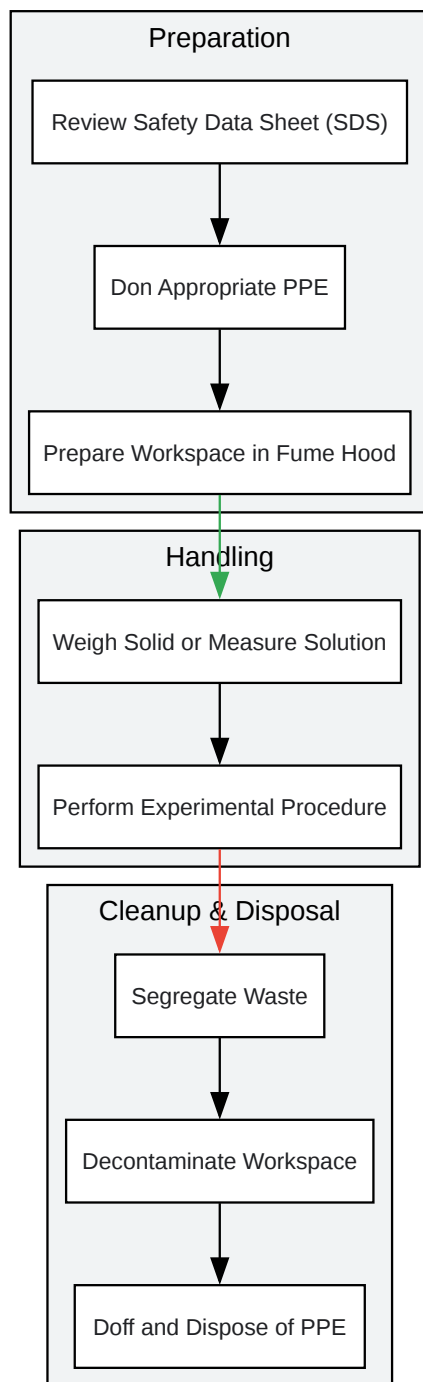 Preparation
Review Safety Data Sheet (SDS)
Don Appropriate PPE
Prepare Workspace in Fume Hood
Handling
Weigh Solid or Measure Solution
Perform Experimental Procedure
Cleanup & Disposal
Segregate Waste
Decontaminate Workspace
Doff and Dispose of PPE